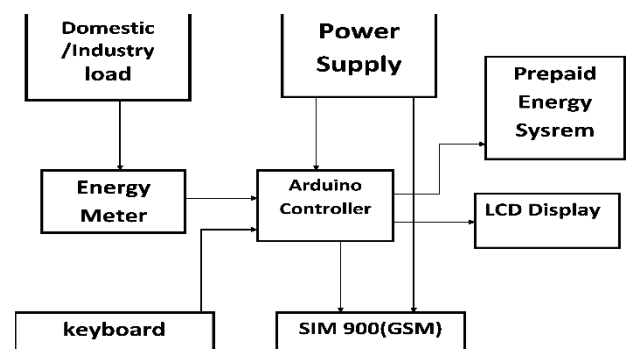 Domestic
/Industry
load
Power
Supply
Prepaid
Energy
Sysrem
Energy
Meter
Arduino
Controller
LCD Display
keyboard
SIM 900(GSM)